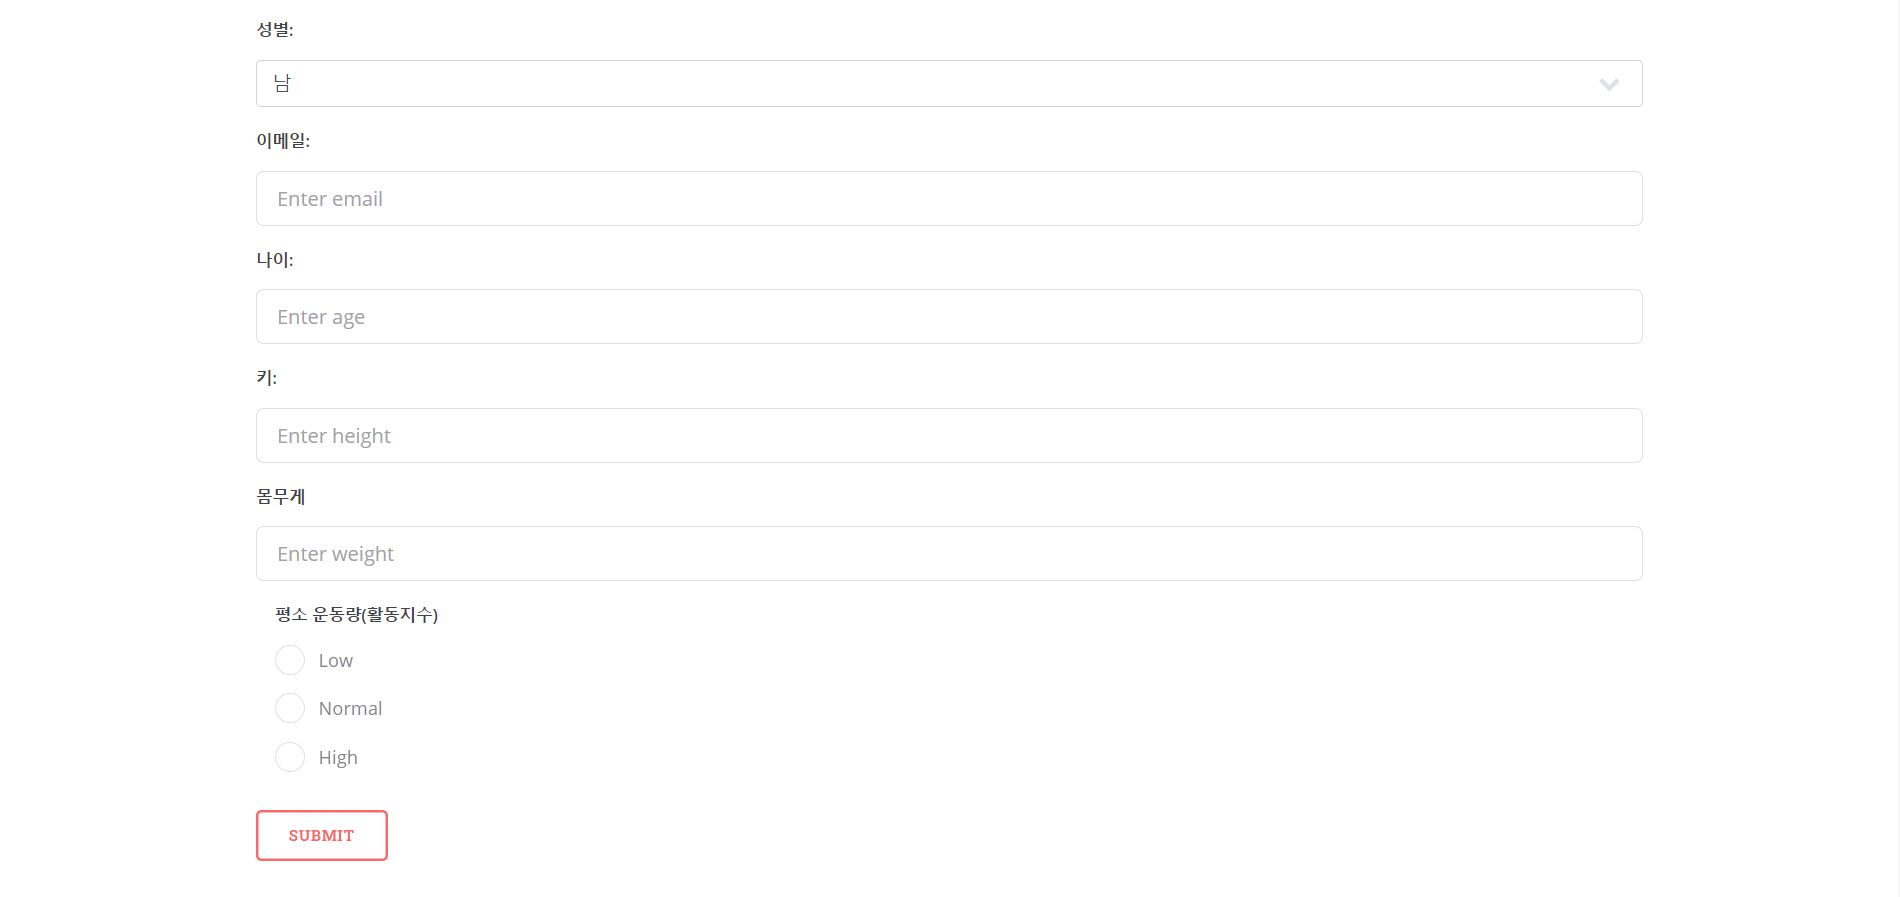 성별:
남
이메일:
Enter email
나이:
Enter age
키:
Enter height
몸무게
Enter weight
평소 운동량(활동지수)
Low
Normal
High
SUBMIT